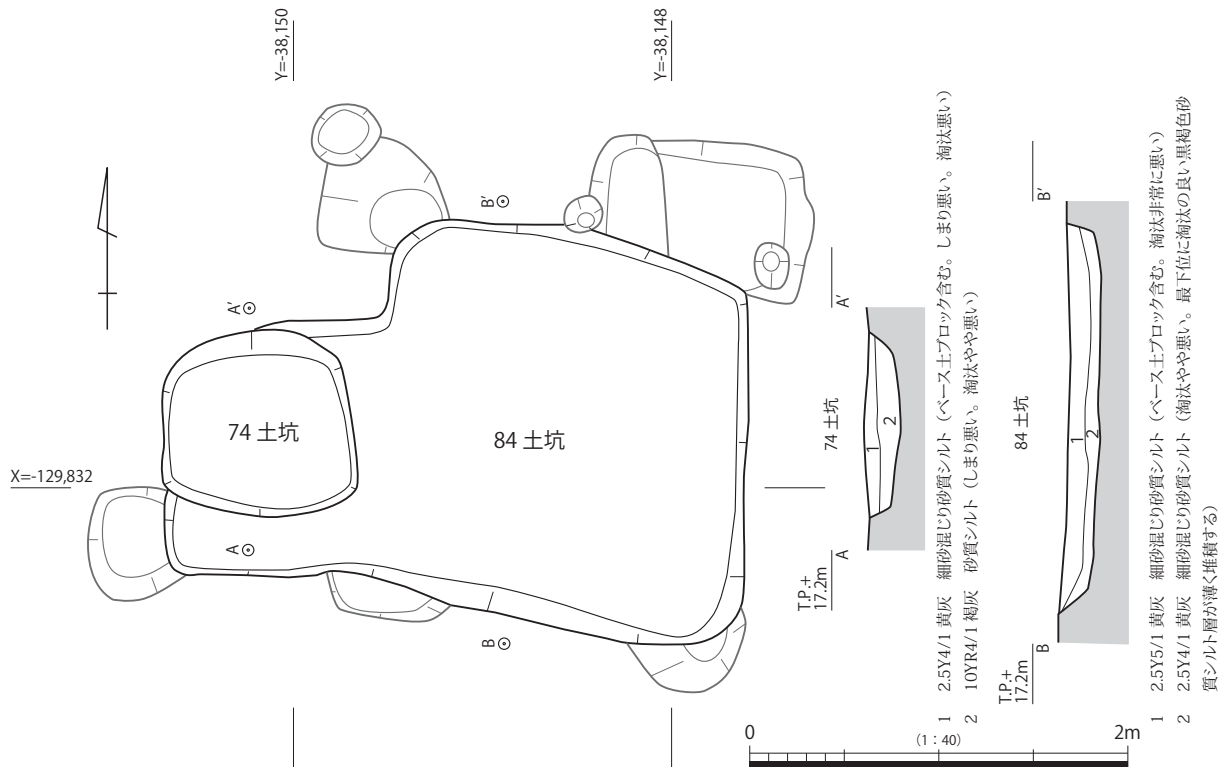 Y=-38,150
Y=-38,148
X=-129,832
A'
B'
74 土坑
84 土坑
A
B
A'
74 土坑
1
2
A
T.P.+
17.2m
1 2.5Y4/1 黄灰 細砂混じり砂質シルト（ベース土ブロック含む。しまり悪い。淘汰悪い）
2 10YR4/1 褐灰 砂質シルト（しまり悪い。淘汰やや悪い）
B'
84 土坑
1
2
B
T.P.+
17.2m
1 2.5Y5/1 黄灰 細砂混じり砂質シルト（ベース土ブロック含む。淘汰非常に悪い）
2 2.5Y4/1 黄灰 細砂混じり砂質シルト（淘汰やや悪い。最下位に淘汰の良い黒褐色砂
質シルト層が薄く堆積する）
0
（1：40）
2m